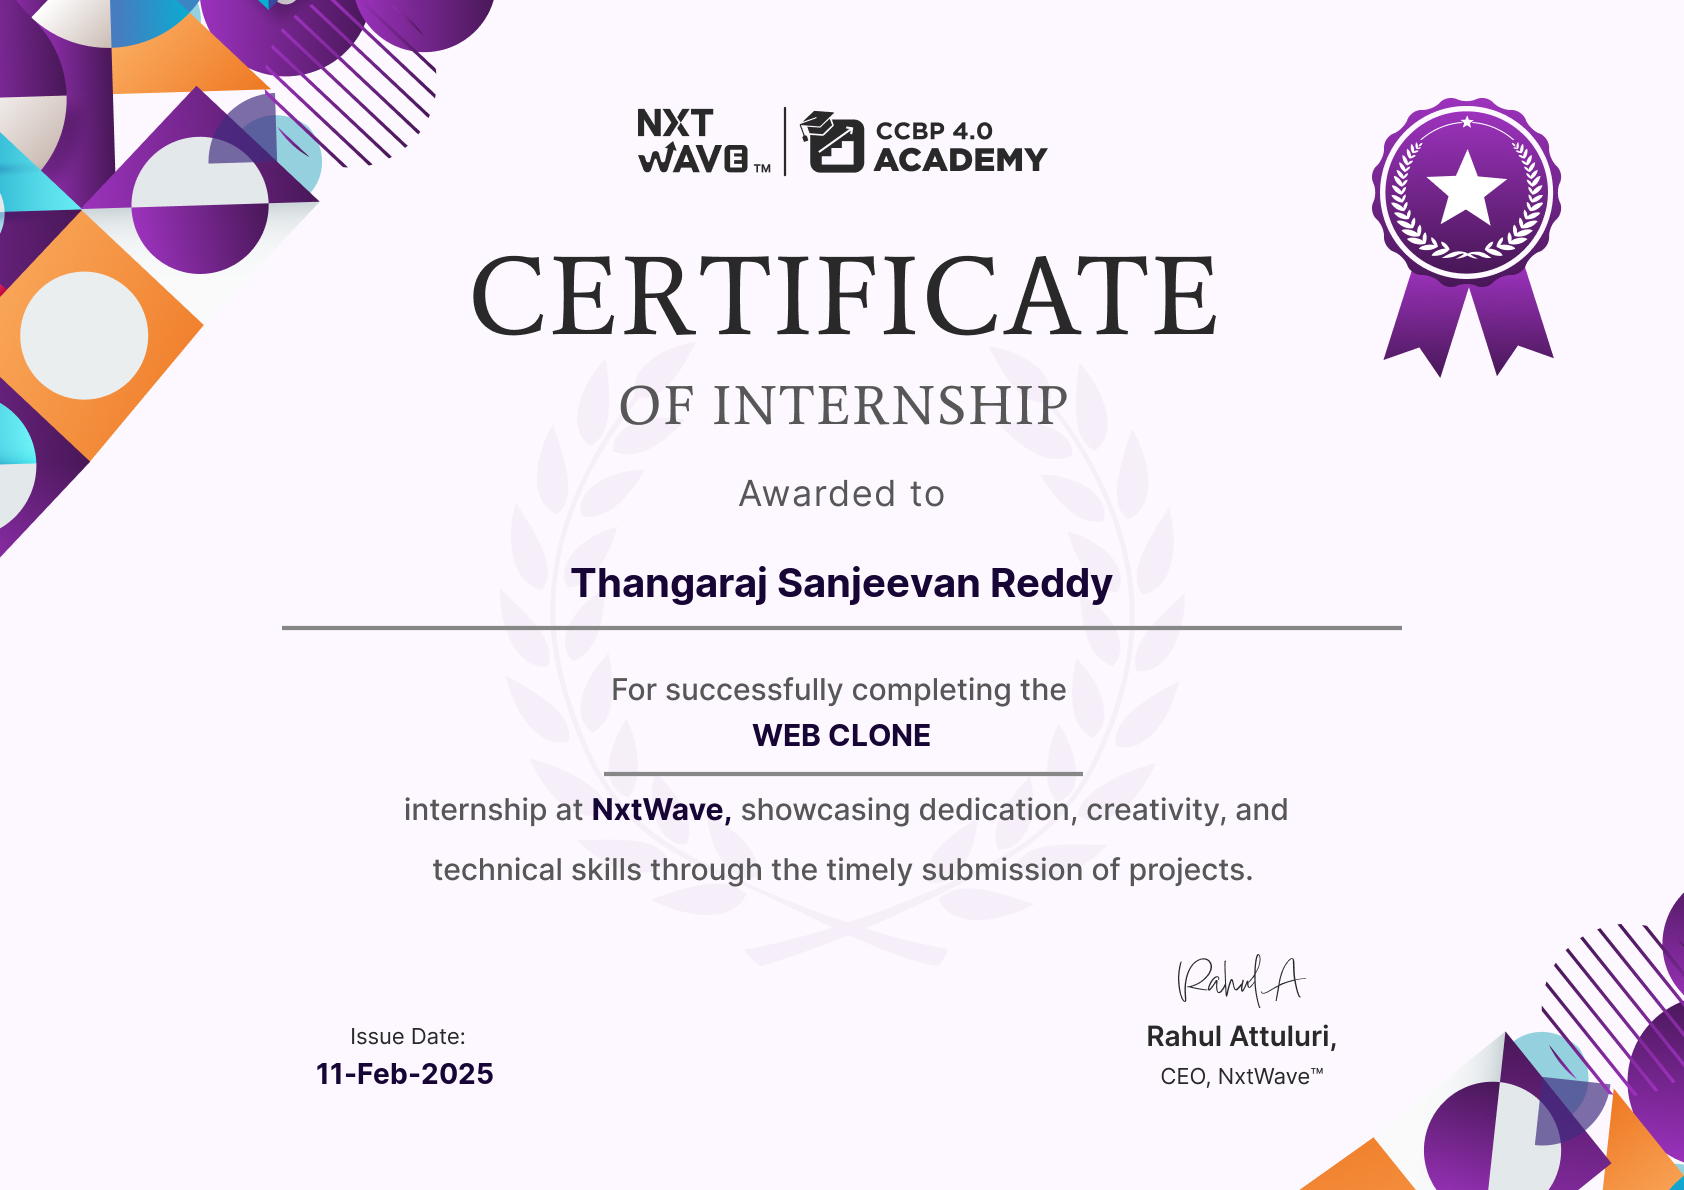 NXT
WAVE™
CCBP 4.0
ACADEMY
CERTIFICATE
OF INTERNSHIP
Awarded to
Thangaraj Sanjeevan Reddy
For successfully completing the
WEB CLONE
internship at NxtWave, showcasing dedication, creativity, and
technical skills through the timely submission of projects.
Issue Date:
11-Feb-2025
Rahul A
Rahul Attuluri,
CEO, NxtWave™